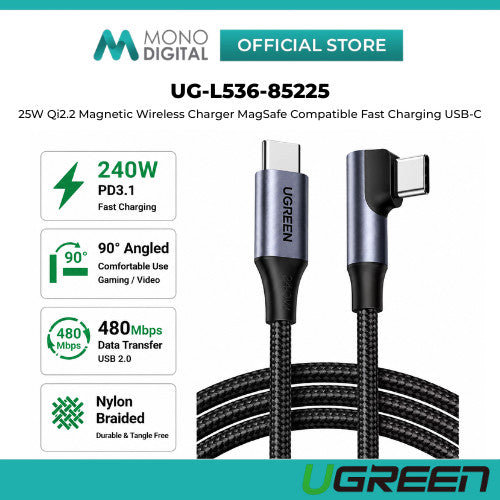 MONO
DIGITAL
OFFICIAL STORE
UG-L536-85225
25W Qi2.2 Magnetic Wireless Charger MagSafe Compatible Fast Charging USB-C
240W
PD3.1
Fast Charging
90°
90° Angled
Comfortable Use
Gaming / Video
480
Mbps
480Mbps
Data Transfer
USB 2.0
Nylon
Braided
Durable & Tangle Free
UGREEN
240W
UGREEN